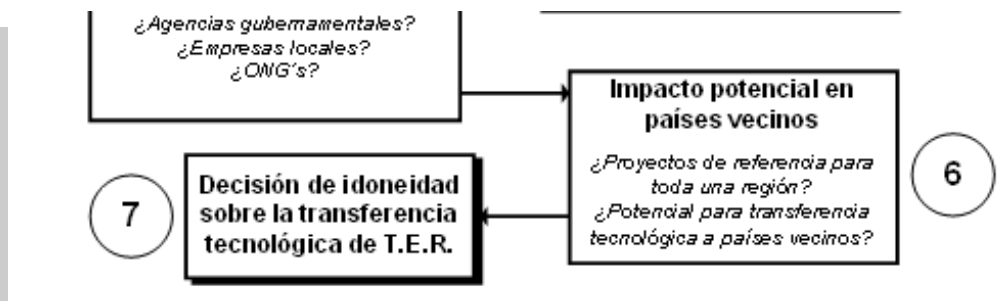 ¿Agencias gubernamentales?
¿Empresas locales?
¿ONG's?
Impacto potencial en
países vecinos
¿Proyectos de referencia para
toda una región?
¿Potencial para transferencia
tecnológica a países vecinos?
6
7
Decisión de idoneidad
sobre la transferencia
tecnológica de T.E.R.